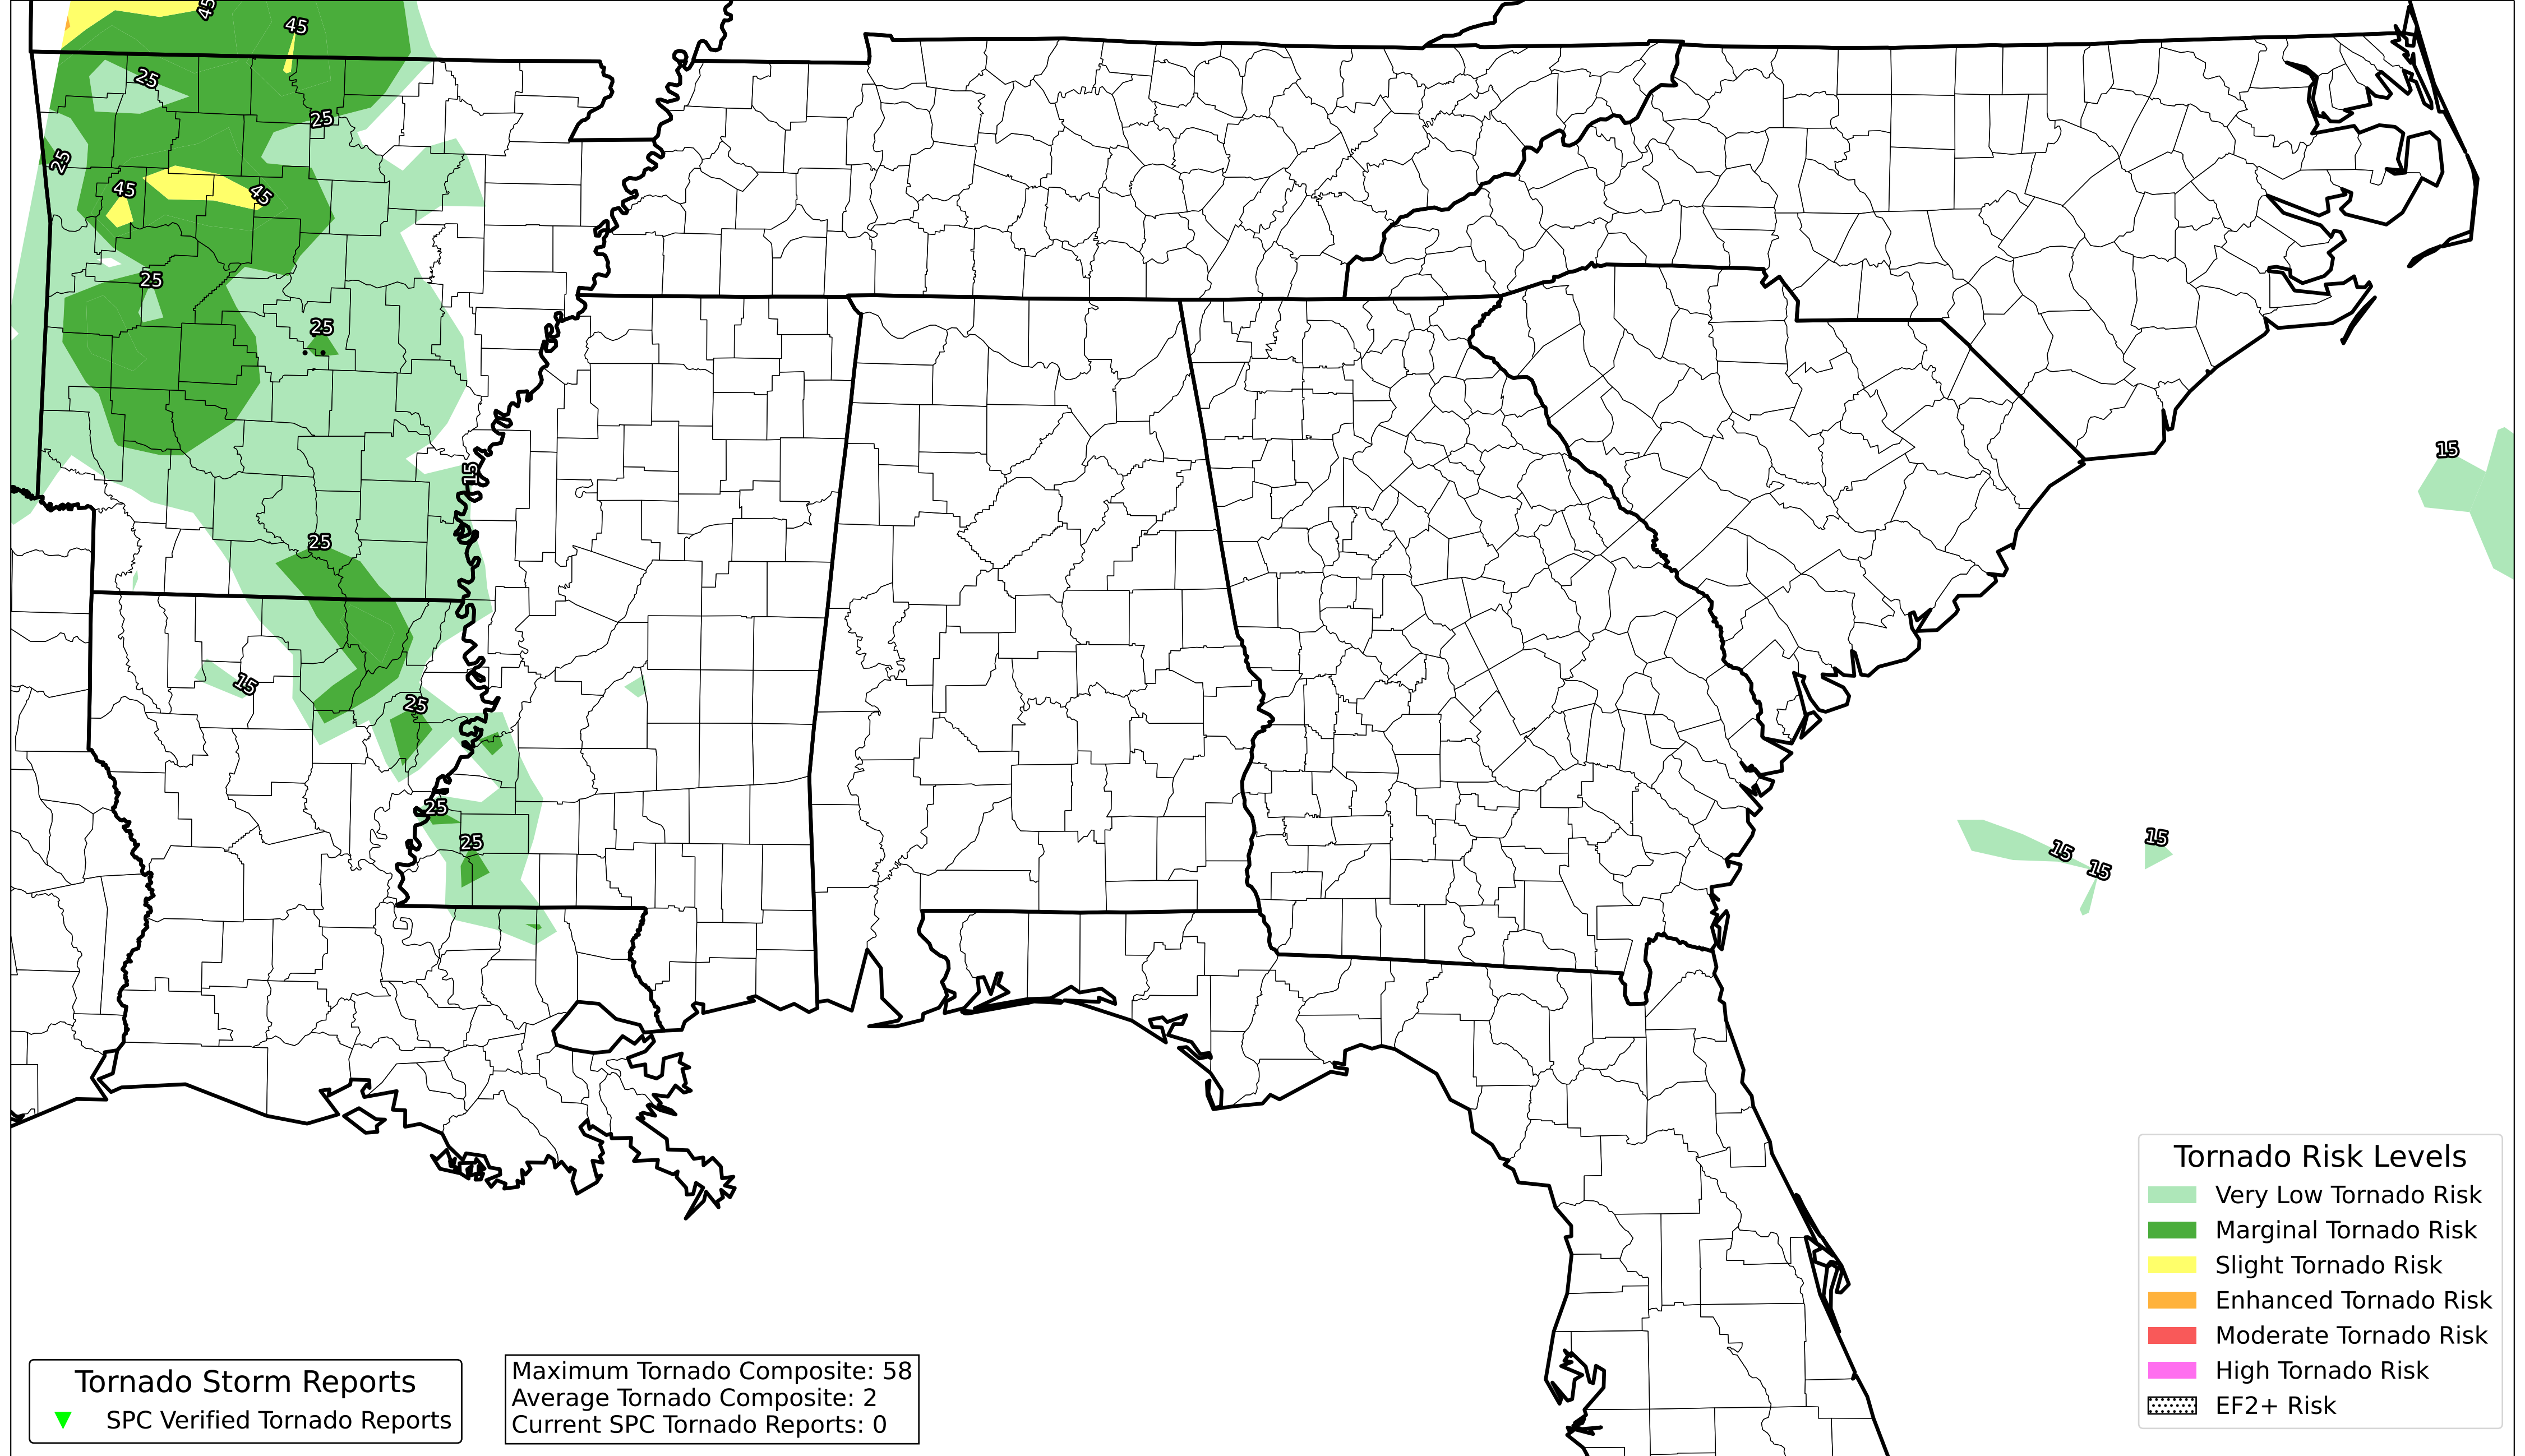 45
45
25
25
25
45
45
25
25
15
15
25
15
25
25
25
15
15
15
Tornado Risk Levels
Very Low Tornado Risk
Marginal Tornado Risk
Slight Tornado Risk
Enhanced Tornado Risk
Moderate Tornado Risk
High Tornado Risk
EF2+ Risk
Tornado Storm Reports
SPC Verified Tornado Reports
Maximum Tornado Composite: 58
Average Tornado Composite: 2
Current SPC Tornado Reports: 0